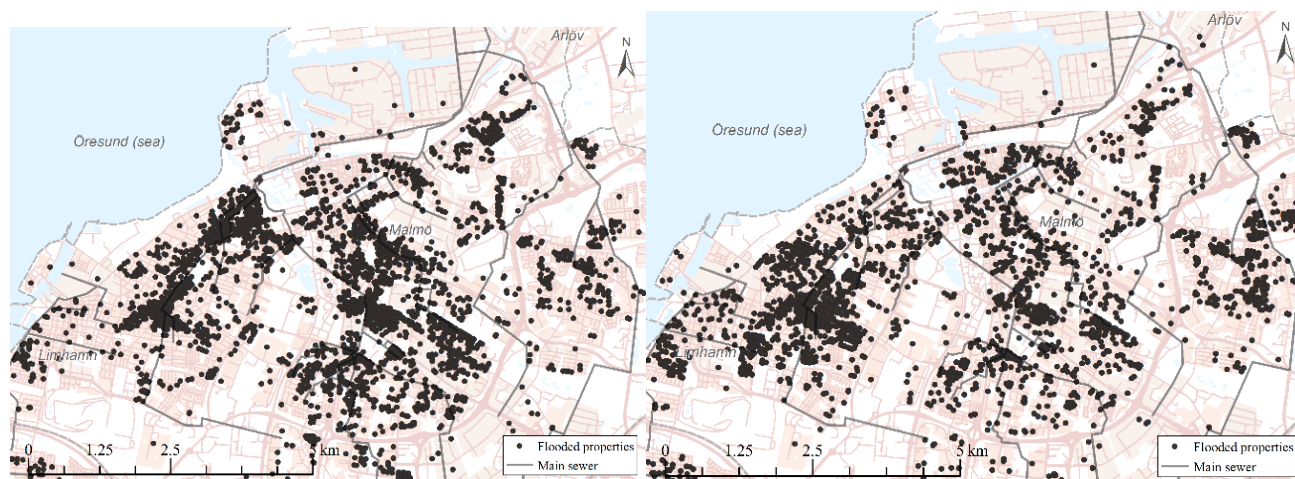 Arlöv
N
Öresund (sea)
Malmö
Limhamn
0 1.25 2.5 5 km
Flooded properties
Main sewer
Arlöv
N
Öresund (sea)
Malmö
Limhamn
0 1.25 2.5 5 km
Flooded properties
Main sewer